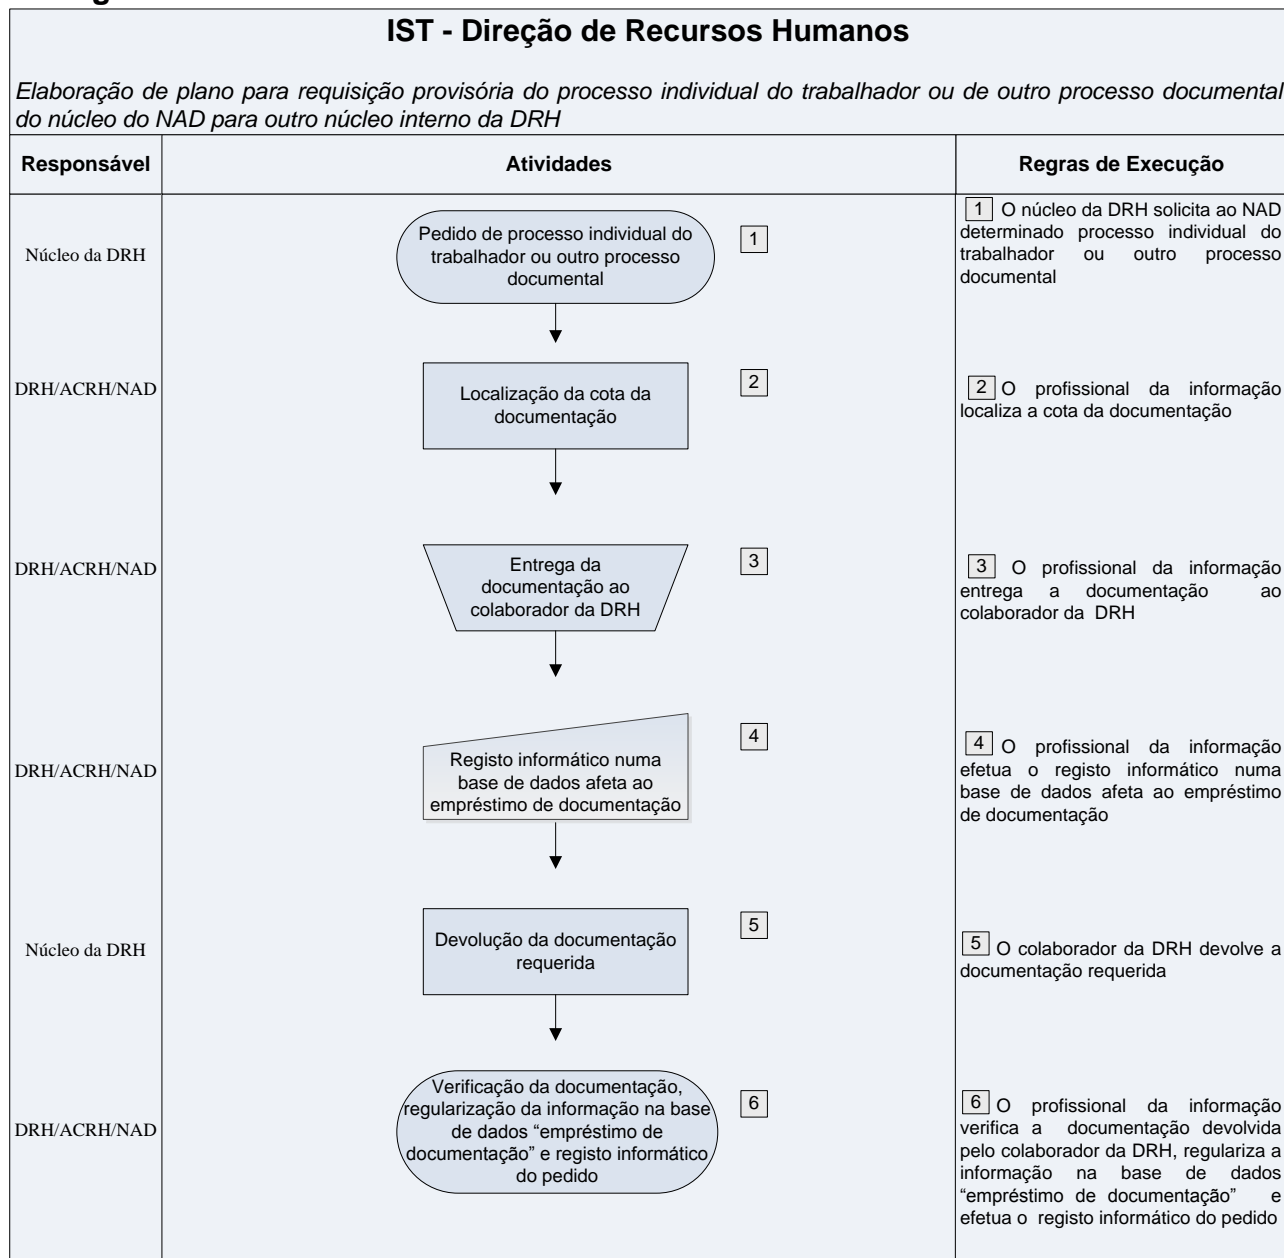 IST - Direção de Recursos Humanos
Elaboração de plano para requisição provisória do processo individual do trabalhador ou de outro processo documental
do núcleo do NAD para outro núcleo interno da DRH
Responsável
Atividades
Regras de Execução
Núcleo da DRH
Pedido de processo individual do
trabalhador ou outro processo
documental
1
1 O núcleo da DRH solicita ao NAD
determinado processo individual do
trabalhador ou outro processo
documental
DRH/ACRH/NAD
Localização da cota da
documentação
2
2 O profissional da informação
localiza a cota da documentação
DRH/ACRH/NAD
Entrega da
documentação ao
colaborador da DRH
3
3 O profissional da informação
entrega a documentação ao
colaborador da DRH
DRH/ACRH/NAD
Registo informático numa
base de dados afeta ao
empréstimo de documentação
4
4 O profissional da informação
efetua o registo informático numa
base de dados afeta ao empréstimo
de documentação
Núcleo da DRH
Devolução da documentação
requerida
5
5 O colaborador da DRH devolve a
documentação requerida
DRH/ACRH/NAD
Verificação da documentação,
regularização da informação na base
de dados “empréstimo de
documentação” e registo informático
do pedido
6
6 O profissional da informação
verifica a documentação devolvida
pelo colaborador da DRH, regulariza a
informação na base de dados
“empréstimo de documentação” e
efetua o registo informático do pedido